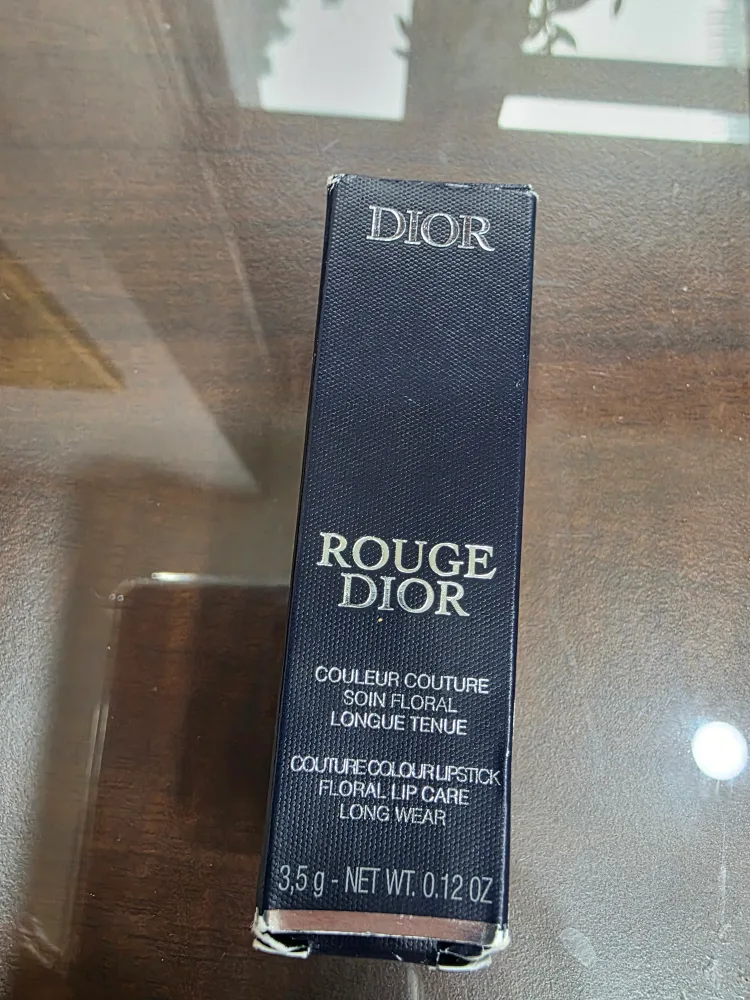 DIOR
ROUGE
DIOR
COULEUR COUTURE
SOIN FLORAL
LONGUE TENUE
COUTURE COLOUR LIPSTICK
FLORAL LIP CARE
LONG WEAR
3,5 g - NET WT. 0.12 OZ